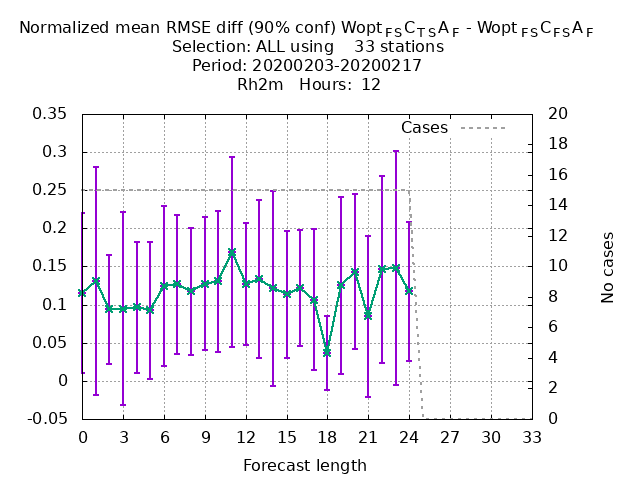 Normalized mean RMSE diff (90% conf) Wopt FS C TS A F - Wopt FS C FS A F
Selection: ALL using 33 stations
Period: 20200203-20200217
Rh2m Hours: 12
Cases
0.35
0.3
0.25
0.2
0.15
0.1
0.05
0
-0.05
20
18
16
14
12
10
8
6
4
2
0
No cases
0 3 6 9 12 15 18 21 24 27 30 33
Forecast length